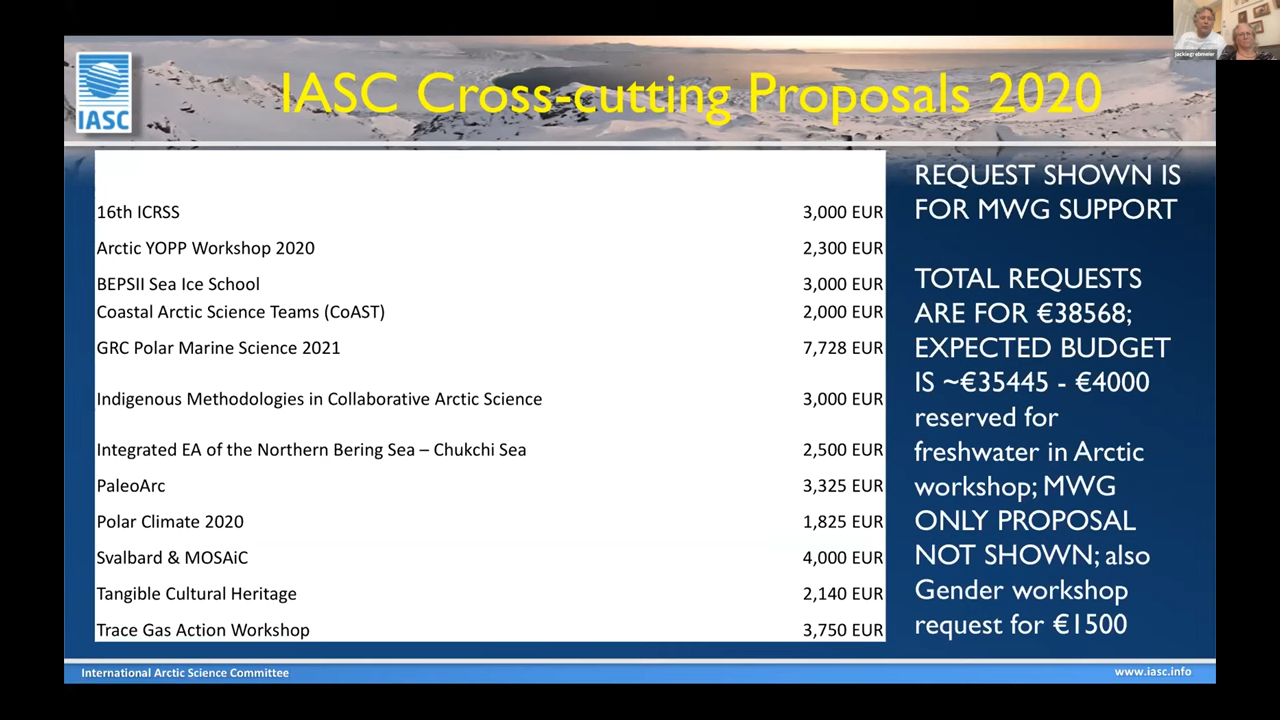 IASC
IASC Cross-cutting Proposals 2020
jackiegrebmeier
16th ICRSS 3,000 EUR
Arctic YOPP Workshop 2020 2,300 EUR
BEPSII Sea Ice School 3,000 EUR
Coastal Arctic Science Teams (CoAST) 2,000 EUR
GRC Polar Marine Science 2021 7,728 EUR
Indigenous Methodologies in Collaborative Arctic Science 3,000 EUR
Integrated EA of the Northern Bering Sea – Chukchi Sea 2,500 EUR
PaleoArc 3,325 EUR
Polar Climate 2020 1,825 EUR
Svalbard & MOSAiC 4,000 EUR
Tangible Cultural Heritage 2,140 EUR
Trace Gas Action Workshop 3,750 EUR
REQUEST SHOWN IS
FOR MWG SUPPORT
TOTAL REQUESTS
ARE FOR €38568;
EXPECTED BUDGET
IS ~€35445 - €4000
reserved for
freshwater in Arctic
workshop; MWG
ONLY PROPOSAL
NOT SHOWN; also
Gender workshop
request for €1500
International Arctic Science Committee
www.iasc.info